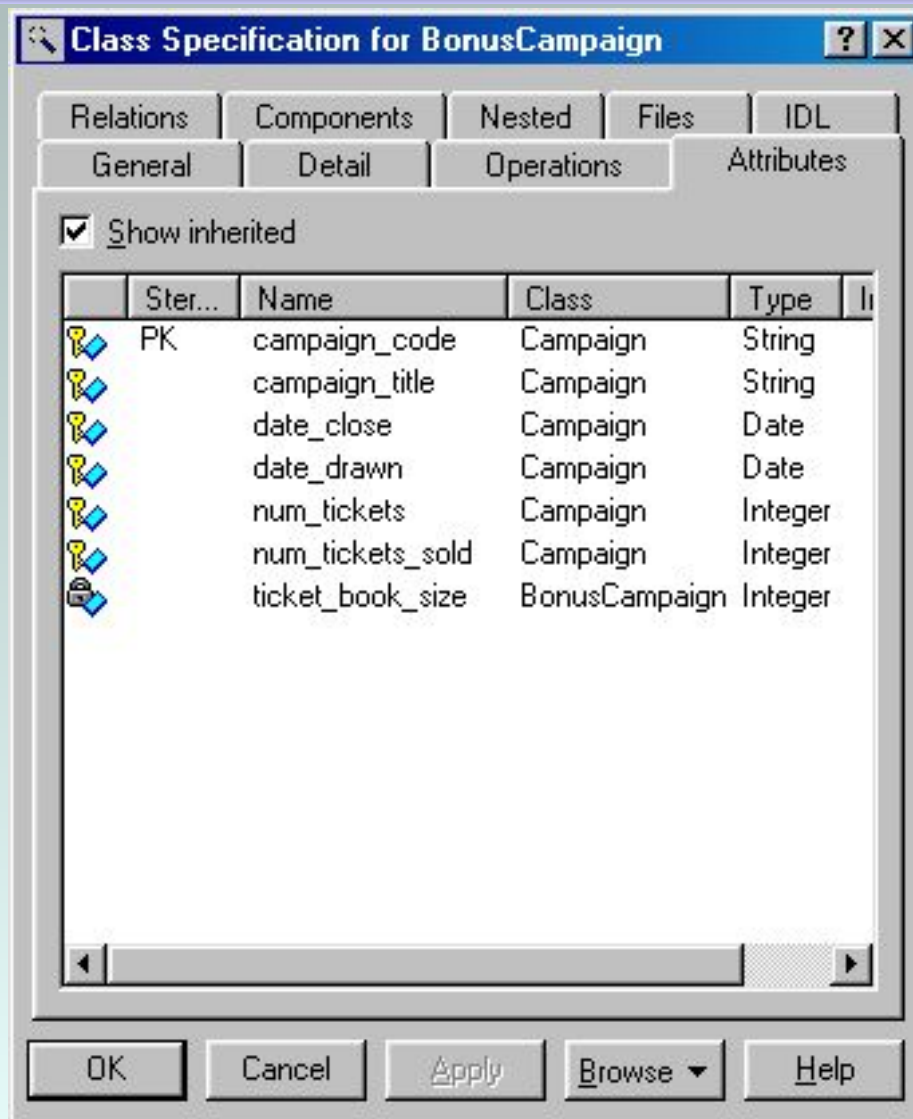 Class Specification for BonusCampaign
Relations Components Nested Files IDL
General Detail Operations Attributes
Show inherited
Ster... Name Class Type
PK campaign_code Campaign String
campaign_title Campaign String
date_close Campaign Date
date_drawn Campaign Date
num_tickets Campaign Integer
num_tickets_sold Campaign Integer
ticket_book_size BonusCampaign Integer
OK Cancel Apply Browse Help